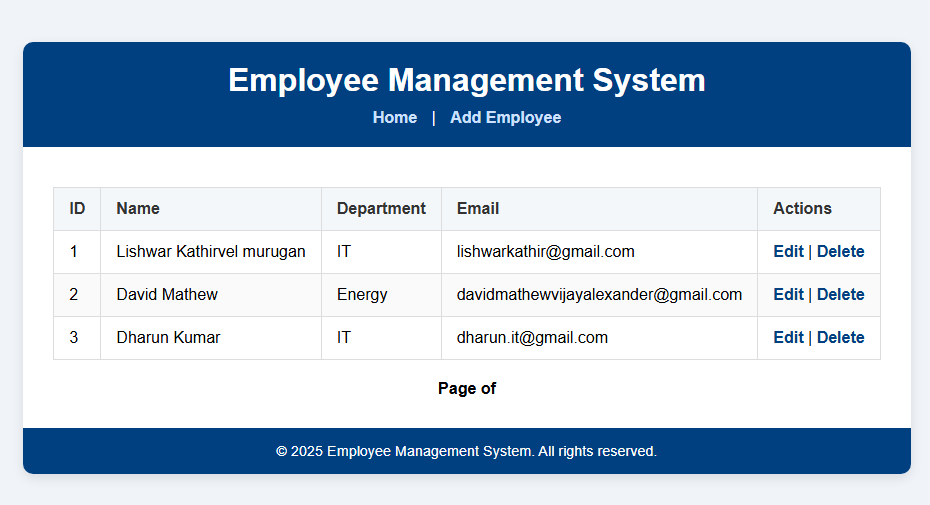 Employee Management System
Home | Add Employee
ID Name Department Email Actions
1 Lishwar Kathirvel murugan IT lishwarkathir@gmail.com Edit | Delete
2 David Mathew Energy davidmathewvijayalexander@gmail.com Edit | Delete
3 Dharun Kumar IT dharun.it@gmail.com Edit | Delete
Page of
© 2025 Employee Management System. All rights reserved.